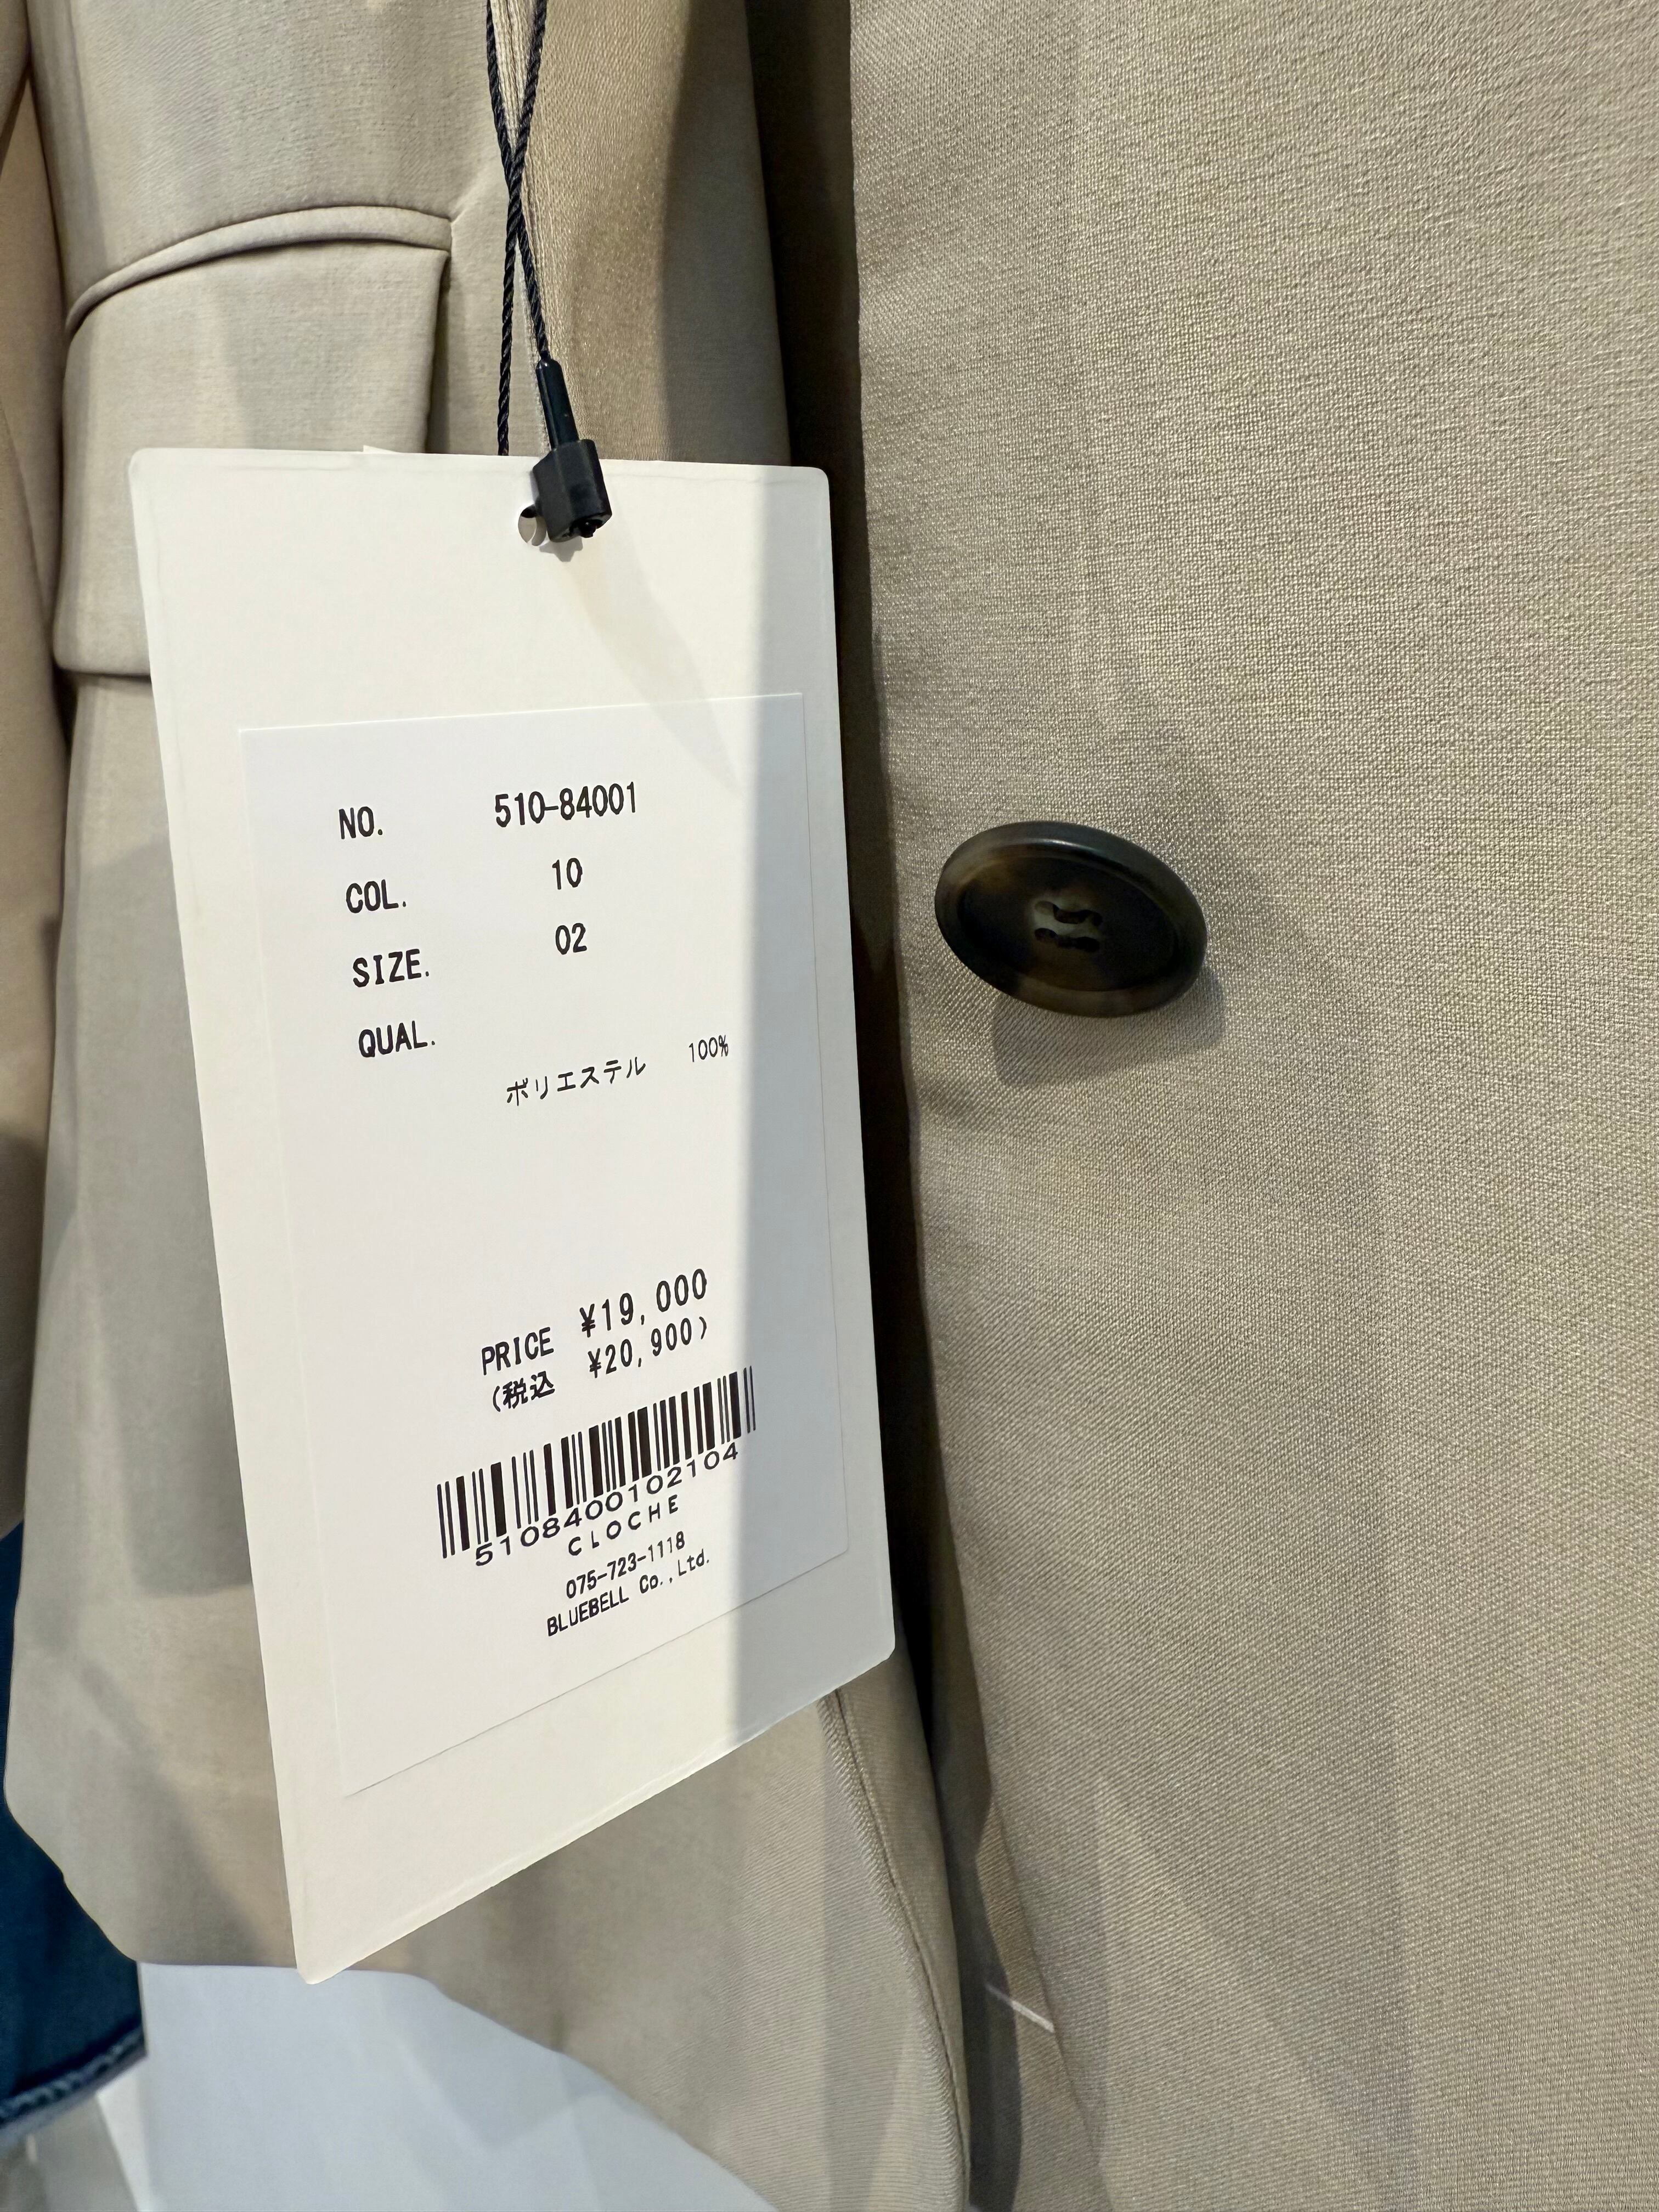 NO. 510-84001
COL. 10
SIZE. 02
QUAL.
ポリエステル 100%
PRICE ¥19,000
(税込 ¥20,900)
5108400102104
CLOCHE
075-723-1118
BLUEBELL Co.,Ltd.